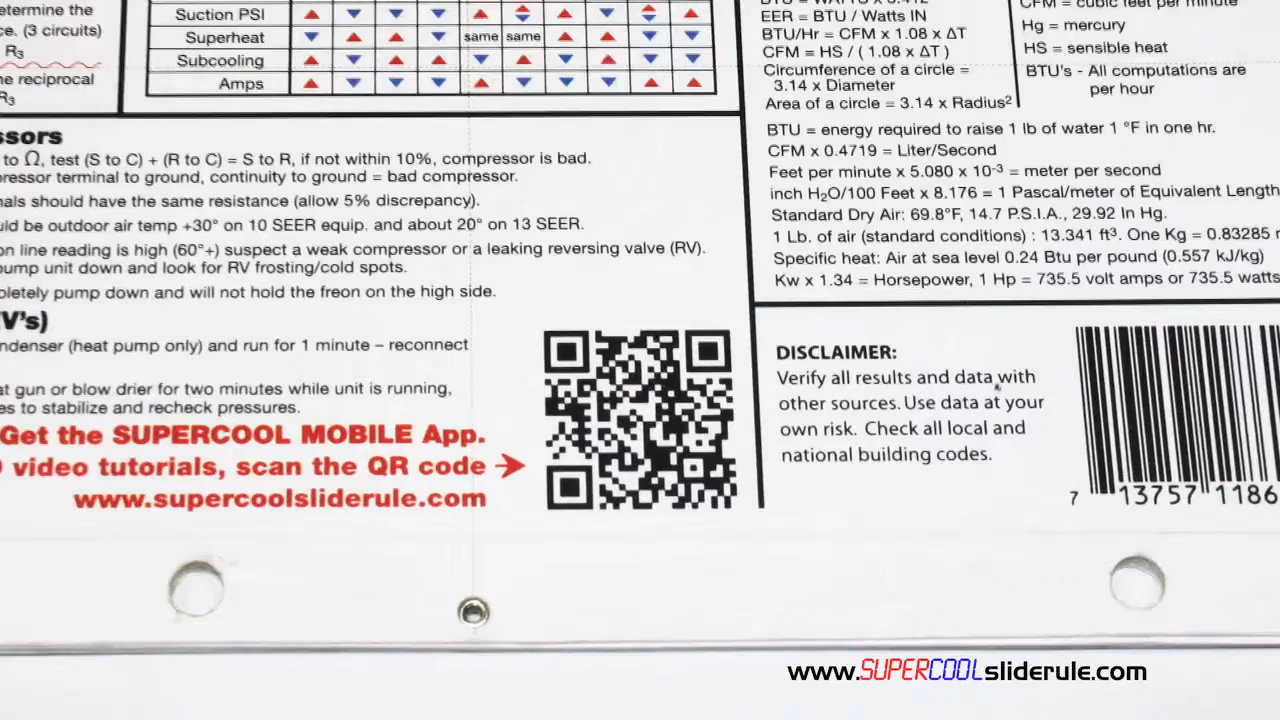 etermine the
ce. (3 circuits)
R3
ne reciprocal
R3
Suction PSI
Superheat same same
Subcooling
Amps
EER = BTU / Watts IN
BTU/Hr = CFM x 1.08 x ΔT
CFM = HS / ( 1.08 x ΔT )
Circumference of a circle =
3.14 x Diameter
Area of a circle = 3.14 x Radius²
CFM = cubic feet per minute
Hg = mercury
HS = sensible heat
BTU's - All computations are
per hour
ssors
to Ω, test (S to C) + (R to C) = S to R, if not within 10%, compressor is bad.
pressor terminal to ground, continuity to ground = bad compressor.
nals should have the same resistance (allow 5% discrepancy).
uld be outdoor air temp +30° on 10 SEER equip. and about 20° on 13 SEER.
on line reading is high (60°+) suspect a weak compressor or a leaking reversing valve (RV).
pump unit down and look for RV frosting/cold spots.
pletely pump down and will not hold the freon on the high side.
V's)
ndenser (heat pump only) and run for 1 minute – reconnect
at gun or blow drier for two minutes while unit is running,
es to stabilize and recheck pressures.
Get the SUPERCOOL MOBILE App.
video tutorials, scan the QR code →
www.supercoolsliderule.com
BTU = energy required to raise 1 lb of water 1 °F in one hr.
CFM x 0.4719 = Liter/Second
Feet per minute x 5.080 x 10⁻³ = meter per second
inch H₂O/100 Feet x 8.176 = 1 Pascal/meter of Equivalent Length
Standard Dry Air: 69.8°F, 14.7 P.S.I.A., 29.92 In Hg.
1 Lb. of air (standard conditions) : 13.341 ft³. One Kg = 0.83285
Specific heat: Air at sea level 0.24 Btu per pound (0.557 kJ/kg)
Kw x 1.34 = Horsepower, 1 Hp = 735.5 volt amps or 735.5 watts
DISCLAIMER:
Verify all results and data with
other sources. Use data at your
own risk. Check all local and
national building codes.
7 13757 1186
www.SUPERCOOLsliderule.com